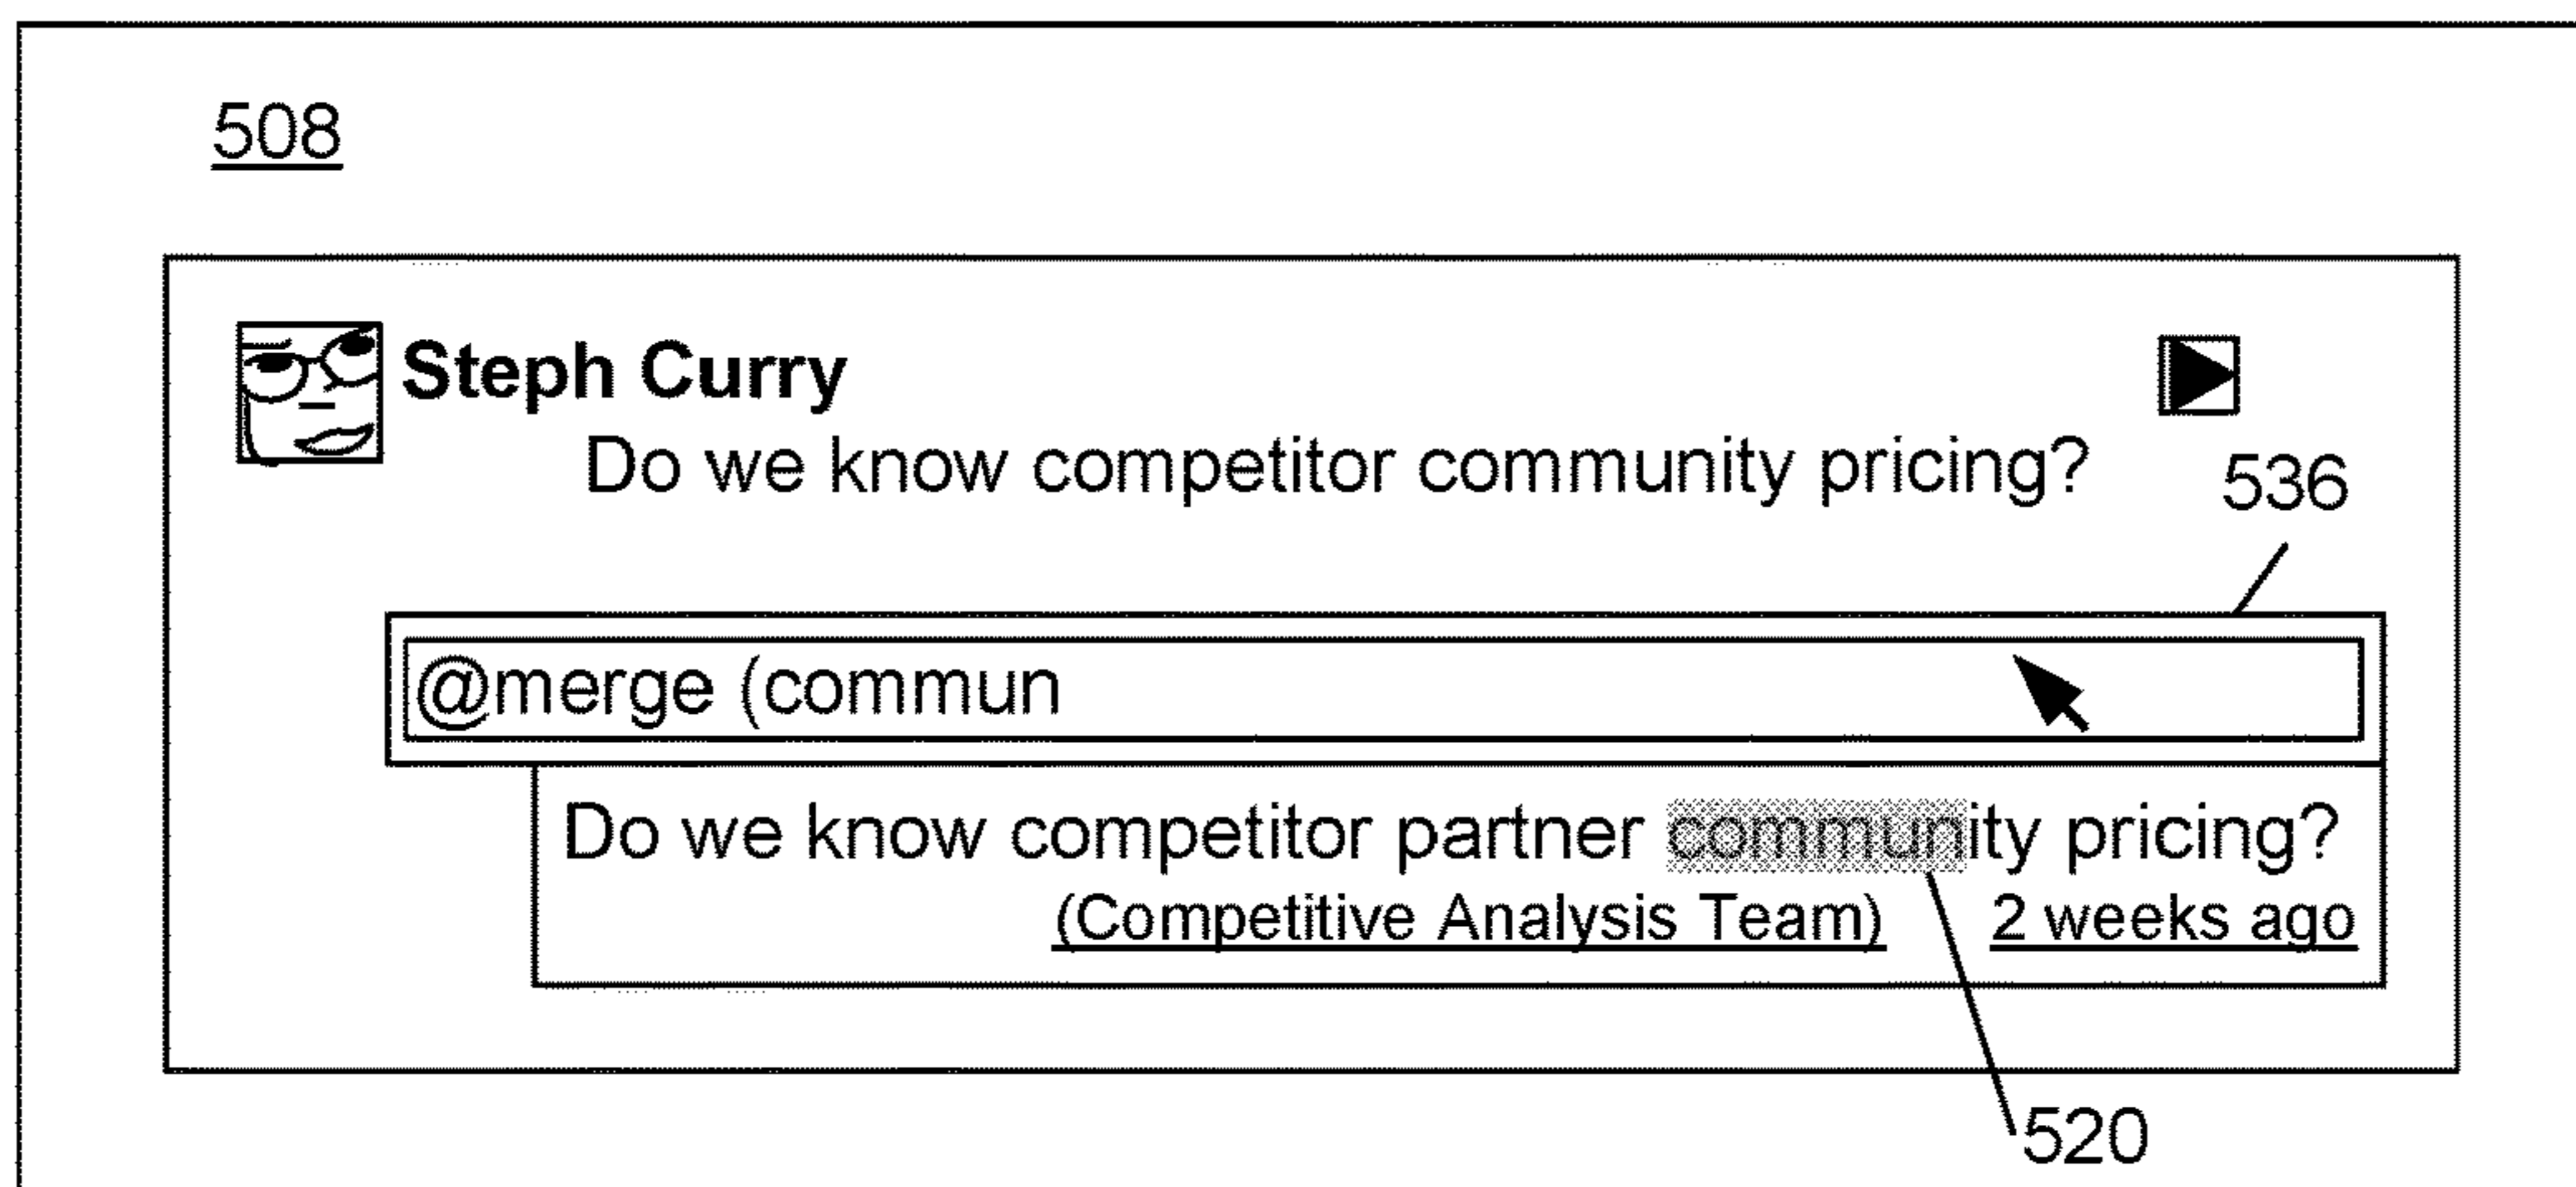 508
Steph Curry
Do we know competitor community pricing?
536
@merge (commun
Do we know competitor partner community pricing?
(Competitive Analysis Team) 2 weeks ago
520